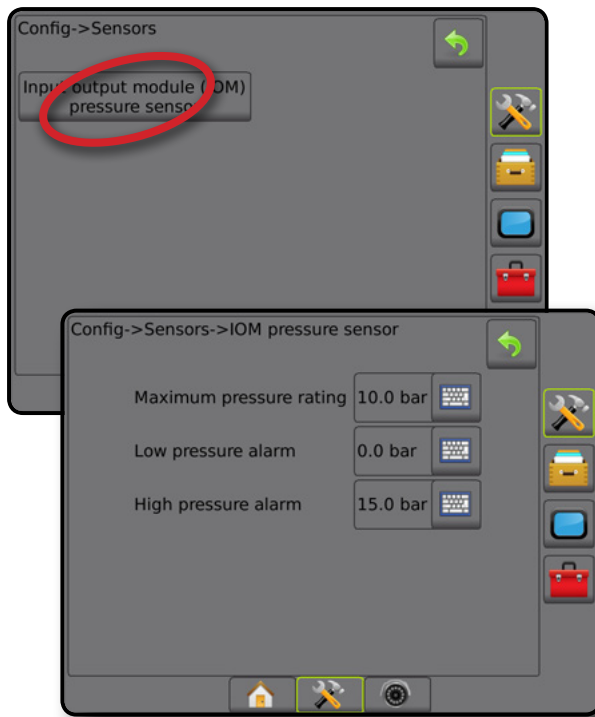 Config->Sensors
Input output module (IOM)
pressure sensor
Config->Sensors->IOM pressure sensor
Maximum pressure rating 10.0 bar
Low pressure alarm 0.0 bar
High pressure alarm 15.0 bar